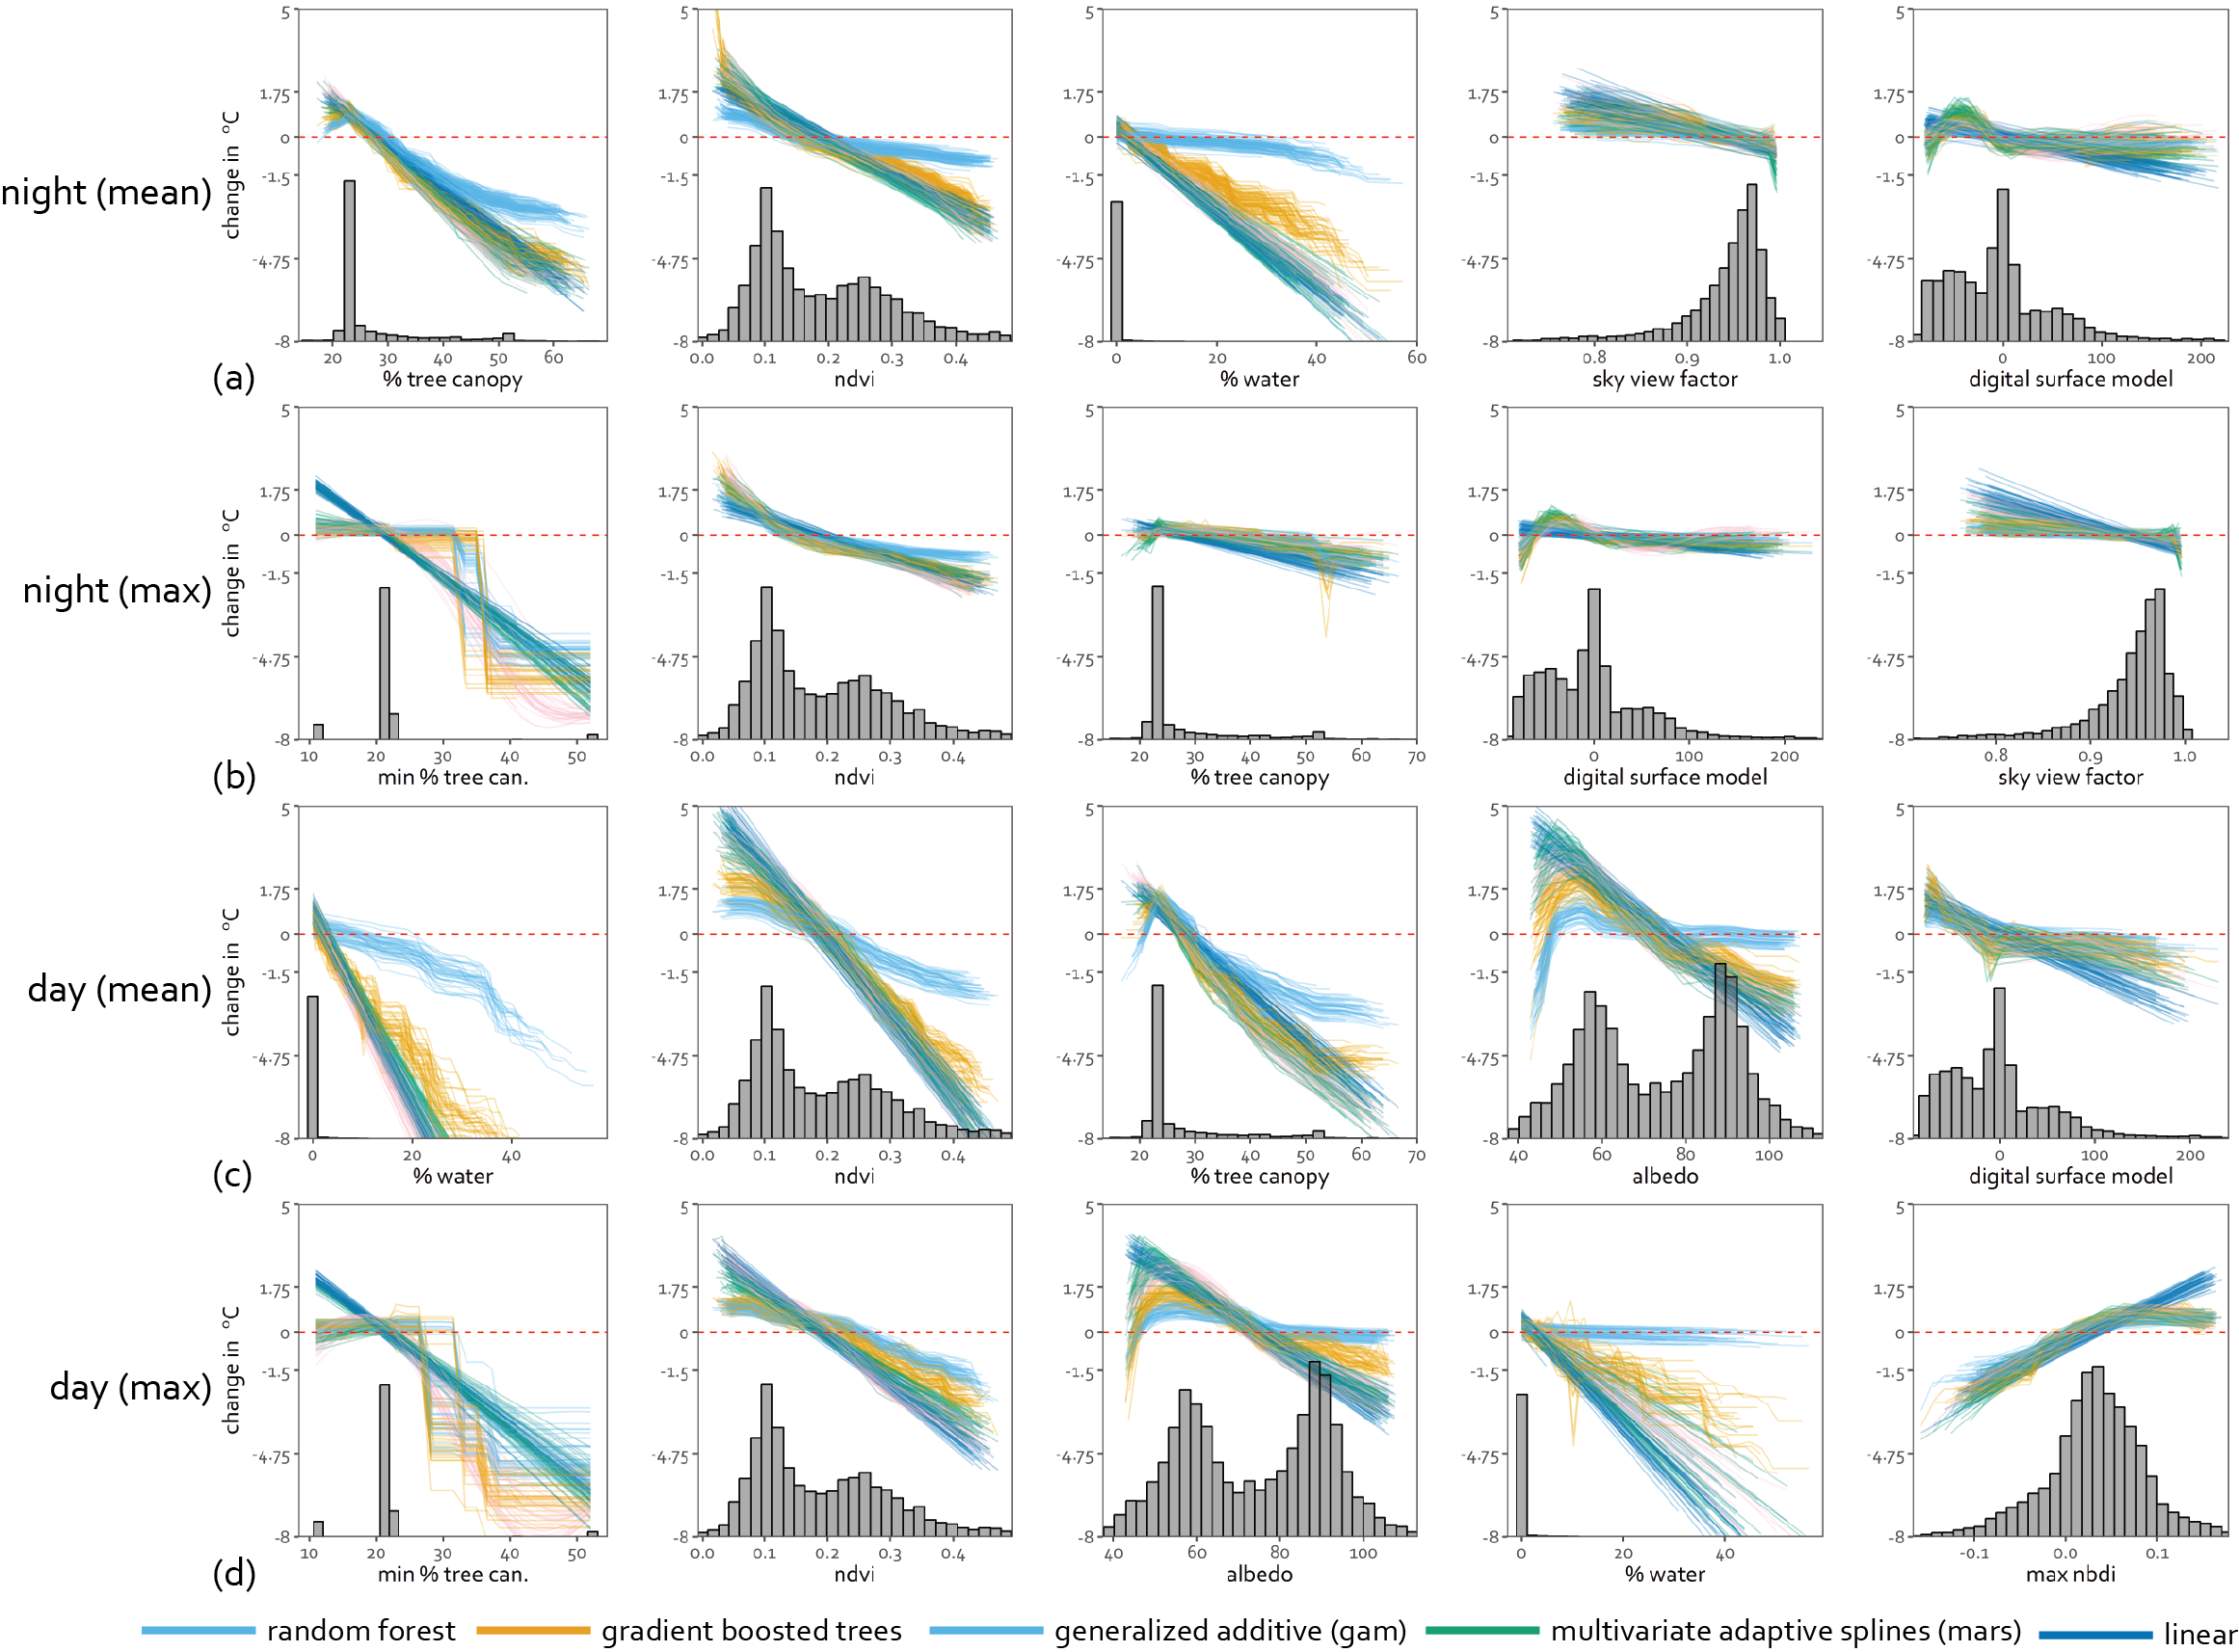 5 5 5 5 5
1.75 1.75 1.75 1.75 1.75
0 0 0 0 0
-1.5 -1.5 -1.5 -1.5 -1.5
-4.75 -4.75 -4.75 -4.75 -4.75
-8 -8 -8 -8 -8
night (mean)
change in °C
20 30 40 50 60
0.0 0.1 0.2 0.3 0.4
0 20 40 60
0.8 0.9 1.0
0 100 200
(a) % tree canopy ndvi % water sky view factor digital surface model
5 5 5 5 5
1.75 1.75 1.75 1.75 1.75
0 0 0 0 0
-1.5 -1.5 -1.5 -1.5 -1.5
-4.75 -4.75 -4.75 -4.75 -4.75
-8 -8 -8 -8 -8
night (max)
change in °C
10 20 30 40 50
0.0 0.1 0.2 0.3 0.4
20 30 40 50 60 70
0 100 200
0.8 0.9 1.0
(b) min % tree can. ndvi % tree canopy digital surface model sky view factor
5 5 5 5 5
1.75 1.75 1.75 1.75 1.75
0 0 0 0 0
-1.5 -1.5 -1.5 -1.5 -1.5
-4.75 -4.75 -4.75 -4.75 -4.75
-8 -8 -8 -8 -8
day (mean)
change in °C
0 20 40
0.0 0.1 0.2 0.3 0.4
20 30 40 50 60 70
40 60 80 100
0 100 200
(c) % water ndvi % tree canopy albedo digital surface model
5 5 5 5 5
1.75 1.75 1.75 1.75 1.75
0 0 0 0 0
-1.5 -1.5 -1.5 -1.5 -1.5
-4.75 -4.75 -4.75 -4.75 -4.75
-8 -8 -8 -8 -8
day (max)
change in °C
10 20 30 40 50
0.0 0.1 0.2 0.3 0.4
40 60 80 100
0 20 40
-0.1 0.0 0.1
(d) min % tree can. ndvi albedo % water max nbdi
random forest gradient boosted trees generalized additive (gam) multivariate adaptive splines (mars) linear